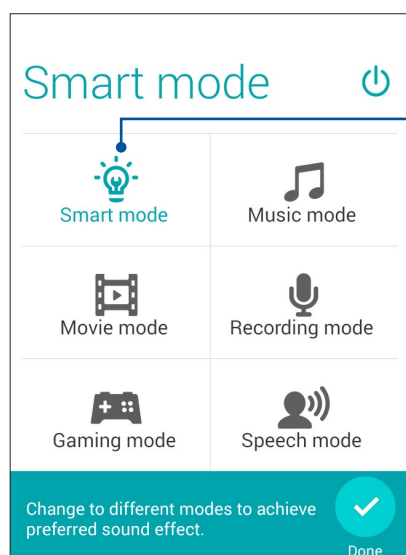 Smart mode
Smart mode
Music mode
Movie mode
Recording mode
Gaming mode
Speech mode
Change to different modes to achieve
preferred sound effect.
Done